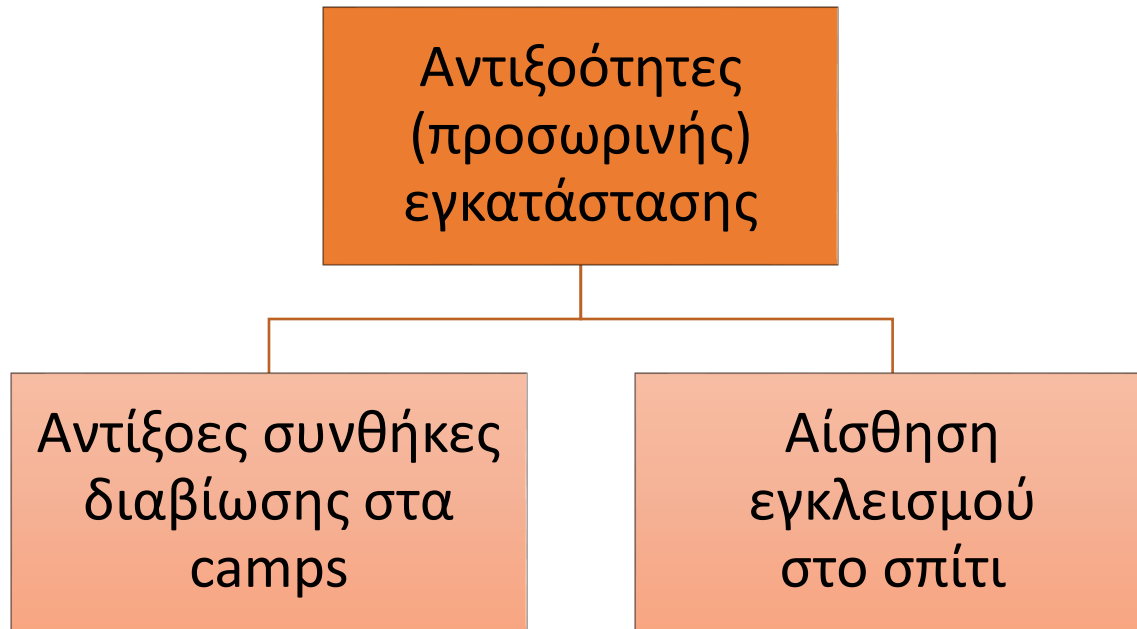 Αντιξοότητες
(προσωρινής)
εγκατάστασης
Αντίξοες συνθήκες
διαβίωσης στα
camps
Αίσθηση
εγκλεισμού
στο σπίτι